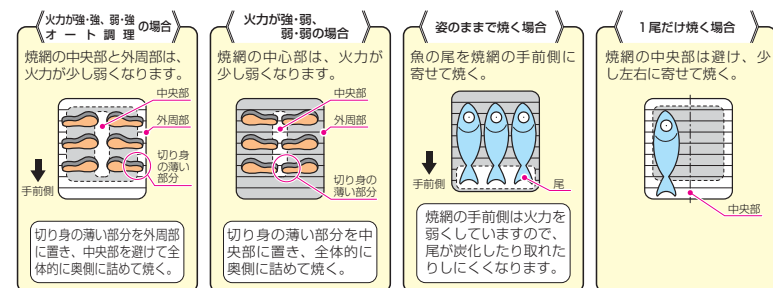 火力が強・強、弱・強
オート調理
の場合
焼網の中央部と外周部は、
火力が少し弱くなります。
中央部
外周部
切り身
の薄い
部分
手前側
切り身の薄い部分を外周部
に置き、中央部を避けて全
体的に奥側に詰めて焼く。
火力が強・弱、
弱・弱の場合
焼網の中心部は、火力が
少し弱くなります。
中央部
外周部
切り身の
薄い部分
切り身の薄い部分を中
央部に置き、全体的に
奥側に詰めて焼く。
姿のままで焼く場合
魚の尾を焼網の手前側に
寄せて焼く。
手前側
尾
焼網の手前側は火力を
弱くしていますので、
尾が炭化したり取れた
りしにくくなります。
1尾だけ焼く場合
焼網の中央部は避け、少
し左右に寄せて焼く。
中央部